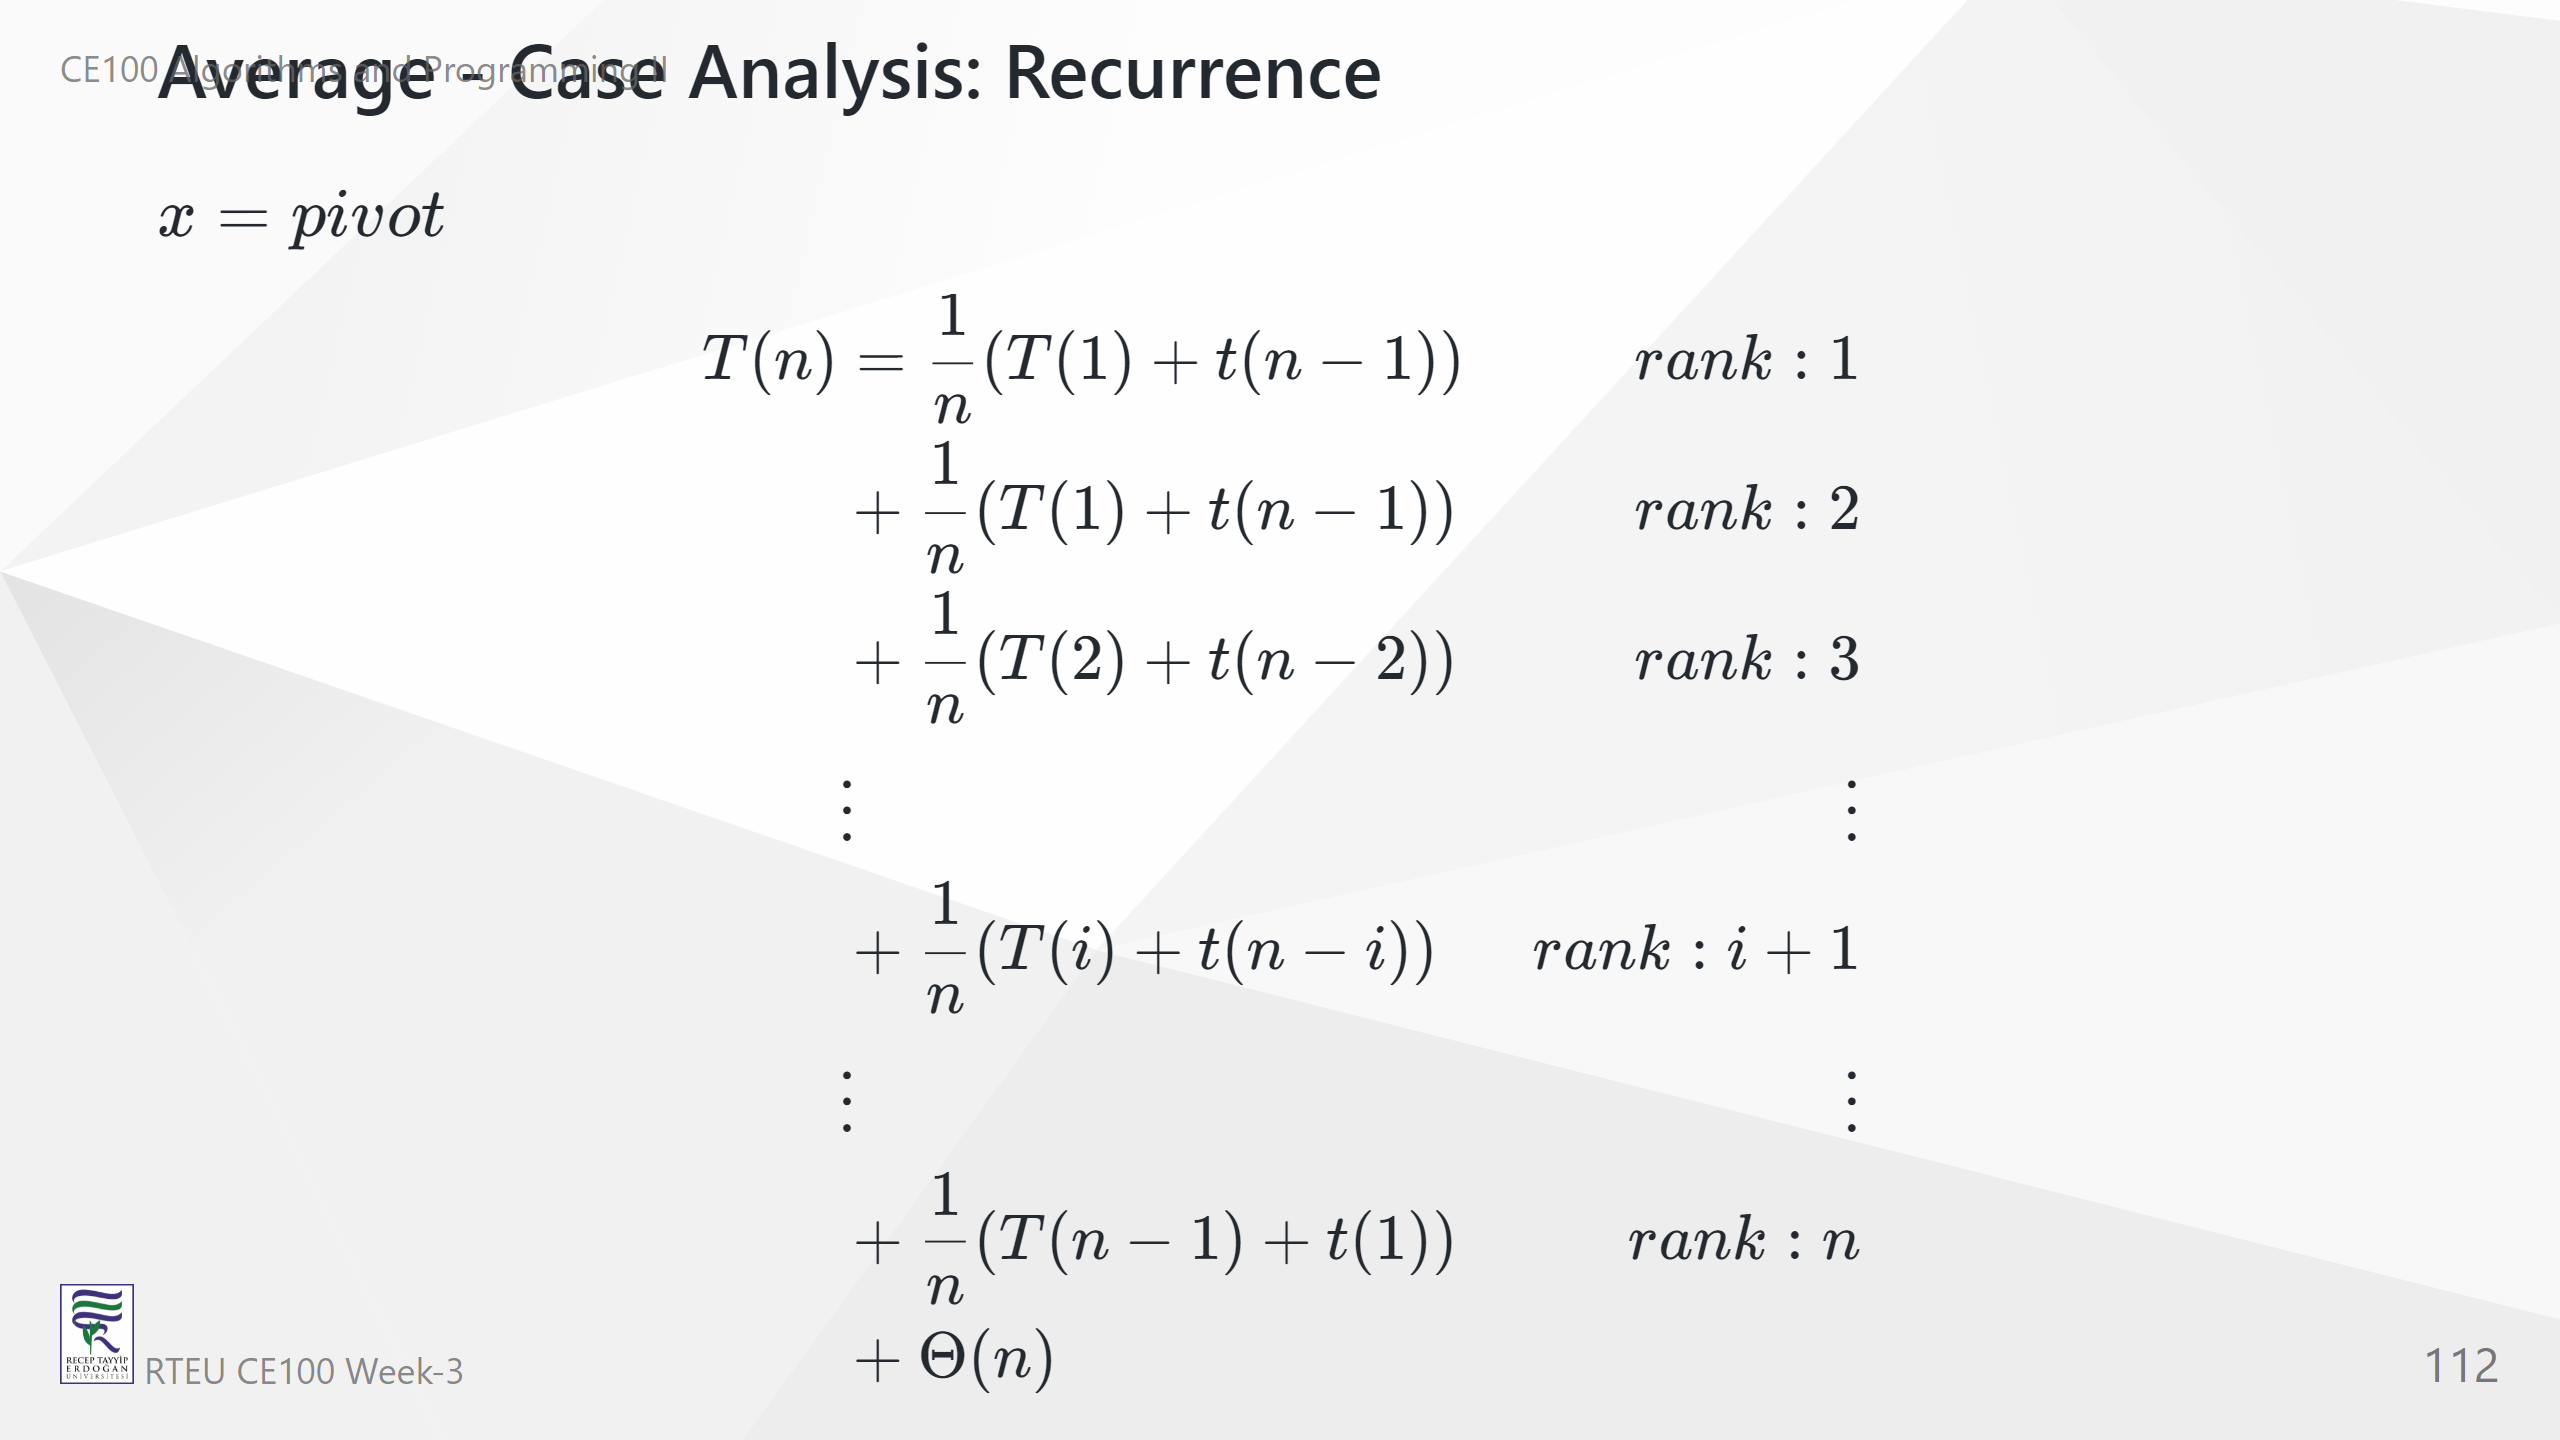 CE100 Algorithms and Programming II
Average - Case Analysis: Recurrence
x = pivot
T(n) = 1/n (T(1) + t(n − 1)) rank : 1
+ 1/n (T(1) + t(n − 1)) rank : 2
+ 1/n (T(2) + t(n − 2)) rank : 3
⋮ ⋮
+ 1/n (T(i) + t(n − i)) rank : i + 1
⋮ ⋮
+ 1/n (T(n − 1) + t(1)) rank : n
+ Θ(n)
RECEP TAYYİP
ERDOĞAN
ÜNİVERSİTESİ
RTEU CE100 Week-3
112